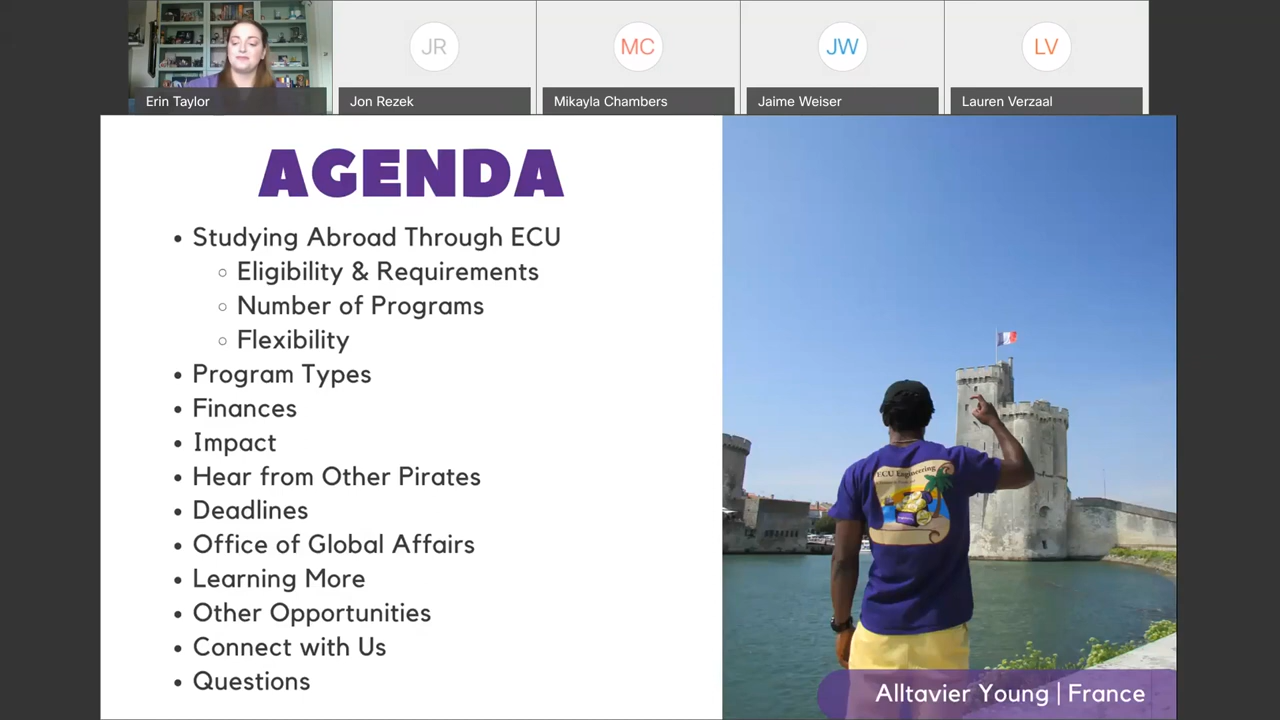 JR
MC
JW
LV
Erin Taylor
Jon Rezek
Mikayla Chambers
Jaime Weiser
Lauren Verzaal
AGENDA
• Studying Abroad Through ECU
◦ Eligibility & Requirements
◦ Number of Programs
◦ Flexibility
• Program Types
• Finances
• Impact
• Hear from Other Pirates
• Deadlines
• Office of Global Affairs
• Learning More
• Other Opportunities
• Connect with Us
• Questions
ECU Engineering
Alltavier Young | France